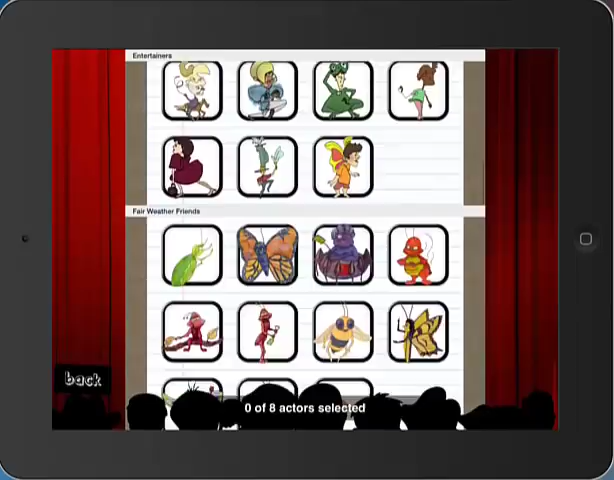 Entertainers
Fair Weather Friends
back
0 of 8 actors selected